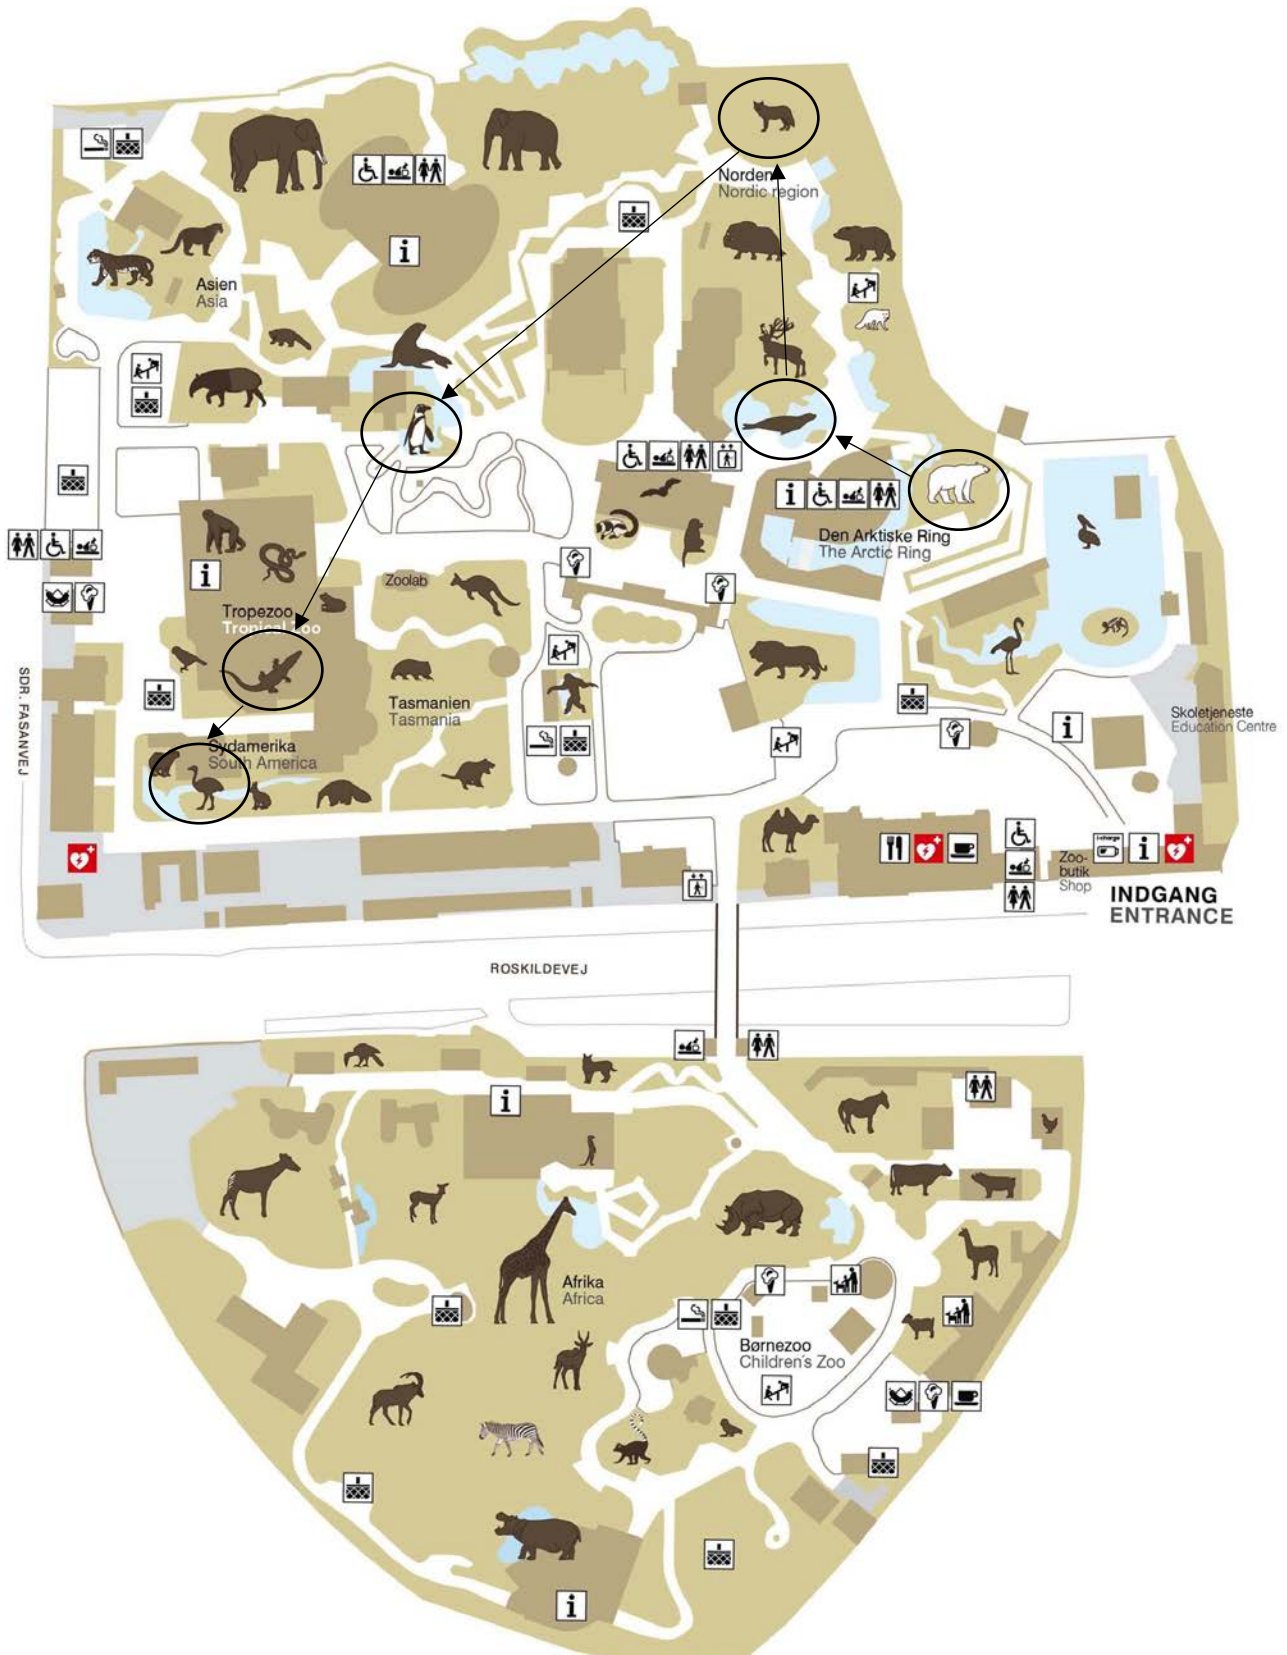 Norden
Nordic region
Asien
Asia
Den Arktiske Ring
The Arctic Ring
Zoolab
Tropezoo
Tropical Zoo
Tasmanien
Tasmania
Sydamerika
South America
SDR. FASANVEJ
Skoletjeneste
Education Centre
Zoo-
butik
Shop
INDGANG
ENTRANCE
ROSKILDEVEJ
Afrika
Africa
Børnezoo
Children's Zoo
i
i
i
i
i
i
i